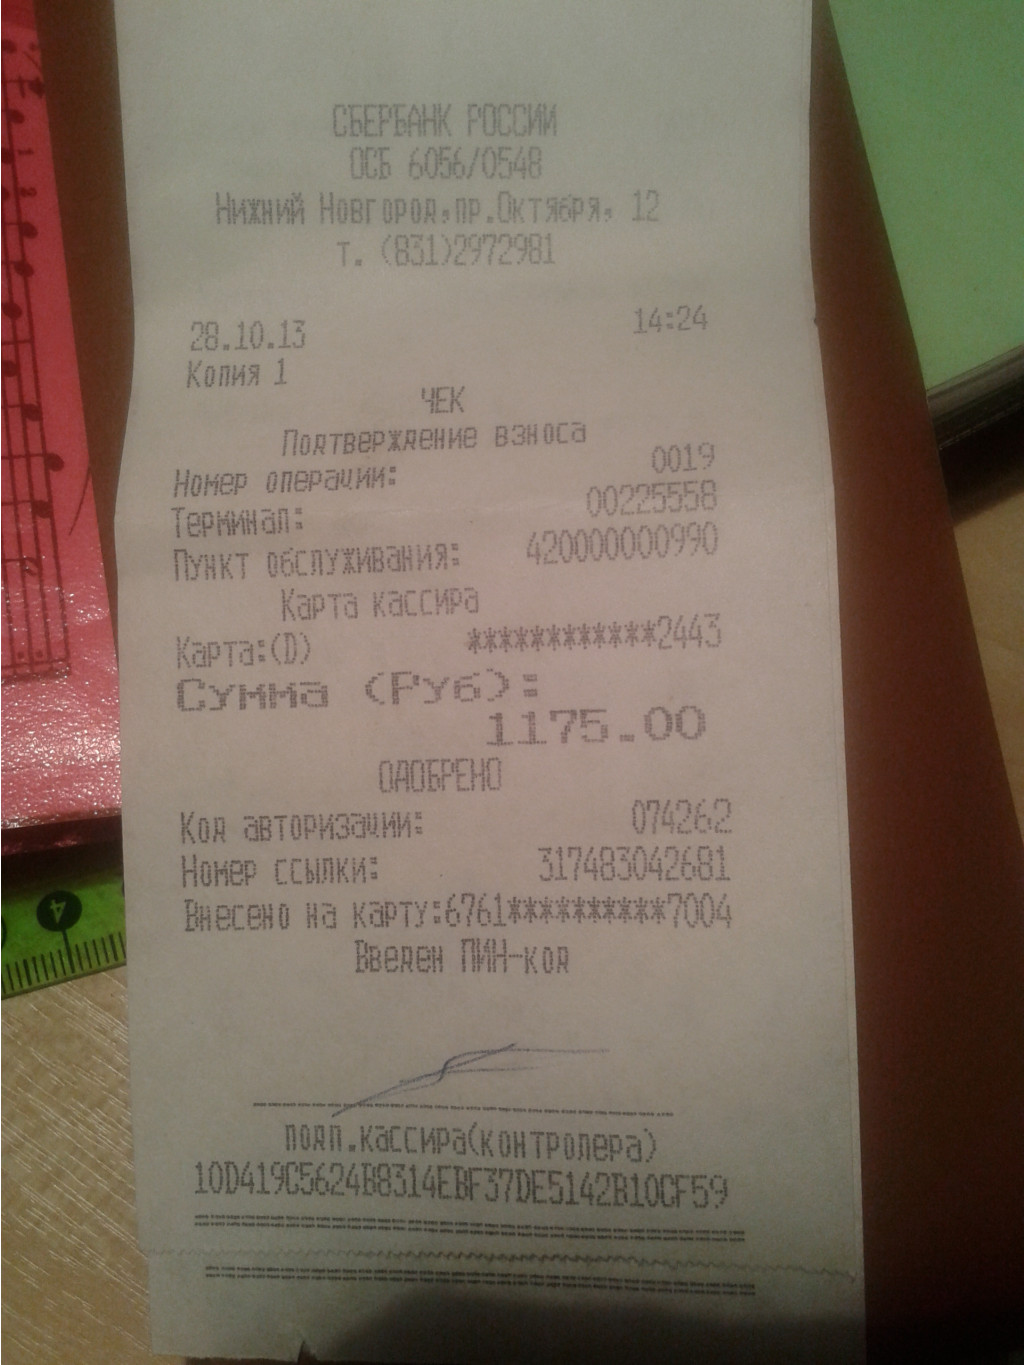 СБЕРБАНК РОССИИ
ОСБ 6056/0548
Нижний Новгород,пр.Октября, 12
т. (831)2972981
28.10.13 14:24
Копия 1
ЧЕК
Подтверждение взноса
Номер операции: 0019
Терминал: 00225558
Пункт обслуживания: 420000000990
Карта кассира
Карта:(D) ************2443
Сумма (Руб):
1175.00
ОДОБРЕНО
Код авторизации: 074262
Номер ссылки: 317483042681
Внесено на карту:6761**********7004
Введен ПИН-код
подп.кассира(контролера)
10D419C5624B8314EBF37DE5142B10CF59
4